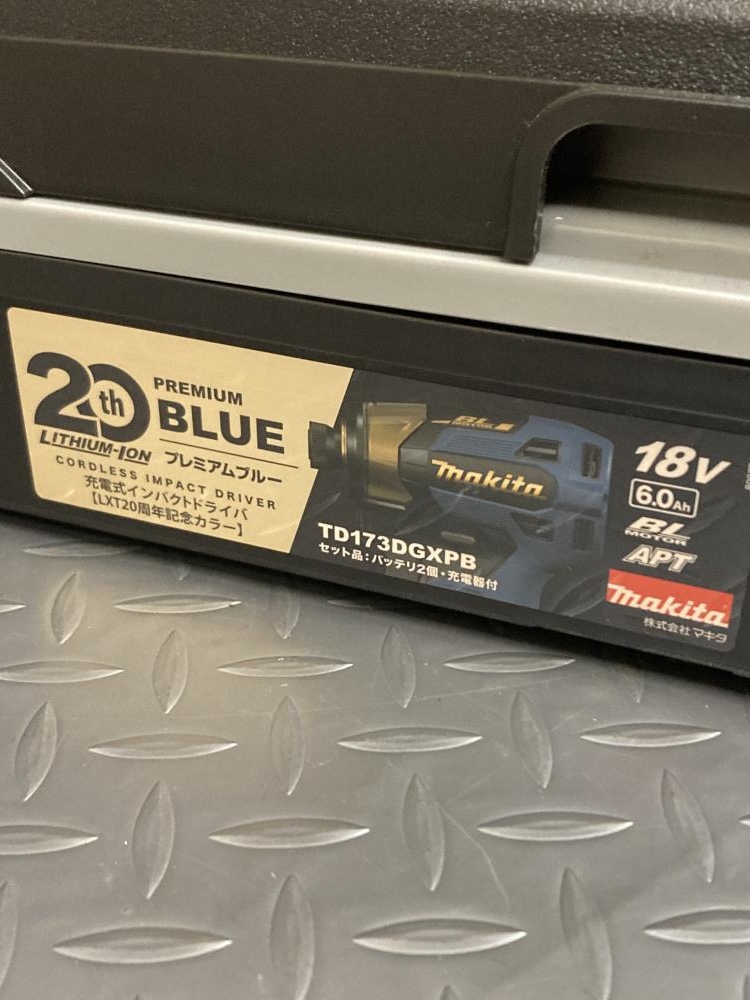 20th
LITHIUM-ION
PREMIUM
BLUE
プレミアムブルー
CORDLESS IMPACT DRIVER
充電式インパクトドライバ
【LXT20周年記念カラー】
BL
MOTOR
makita
TD173DGXPB
セット品：バッテリ2個・充電器付
18V
6.0Ah
BL
MOTOR
APT
makita
株式会社マキタ